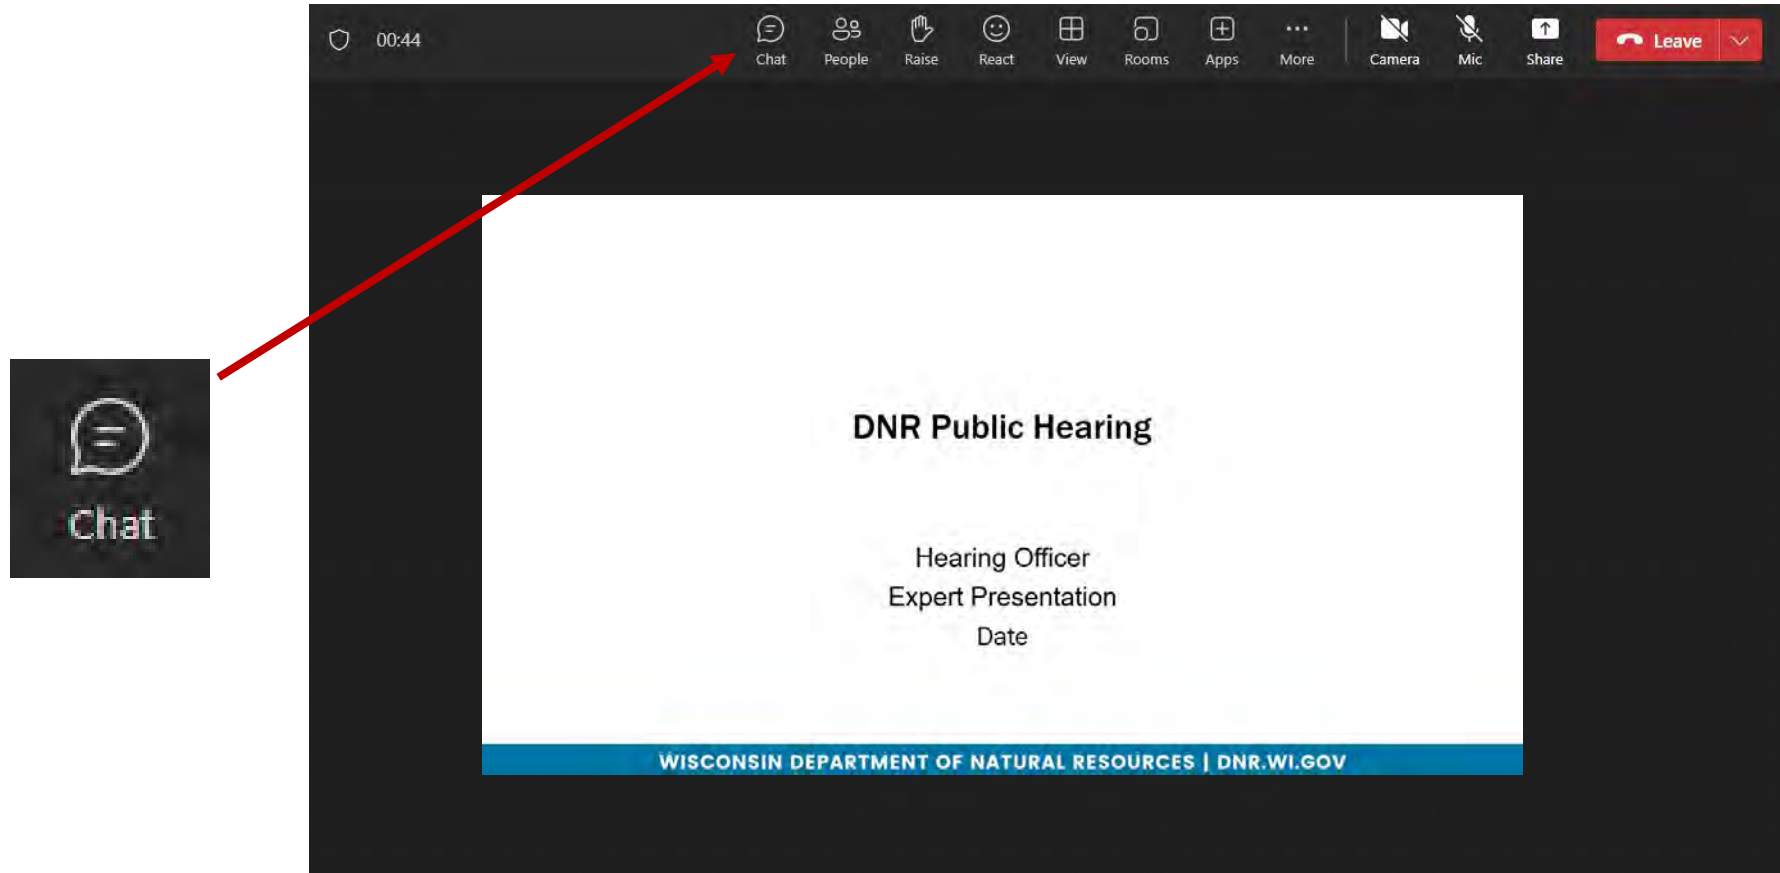 00:44
Chat People Raise React View Rooms Apps More Camera Mic Share Leave
Chat
DNR Public Hearing
Hearing Officer
Expert Presentation
Date
WISCONSIN DEPARTMENT OF NATURAL RESOURCES | DNR.WI.GOV